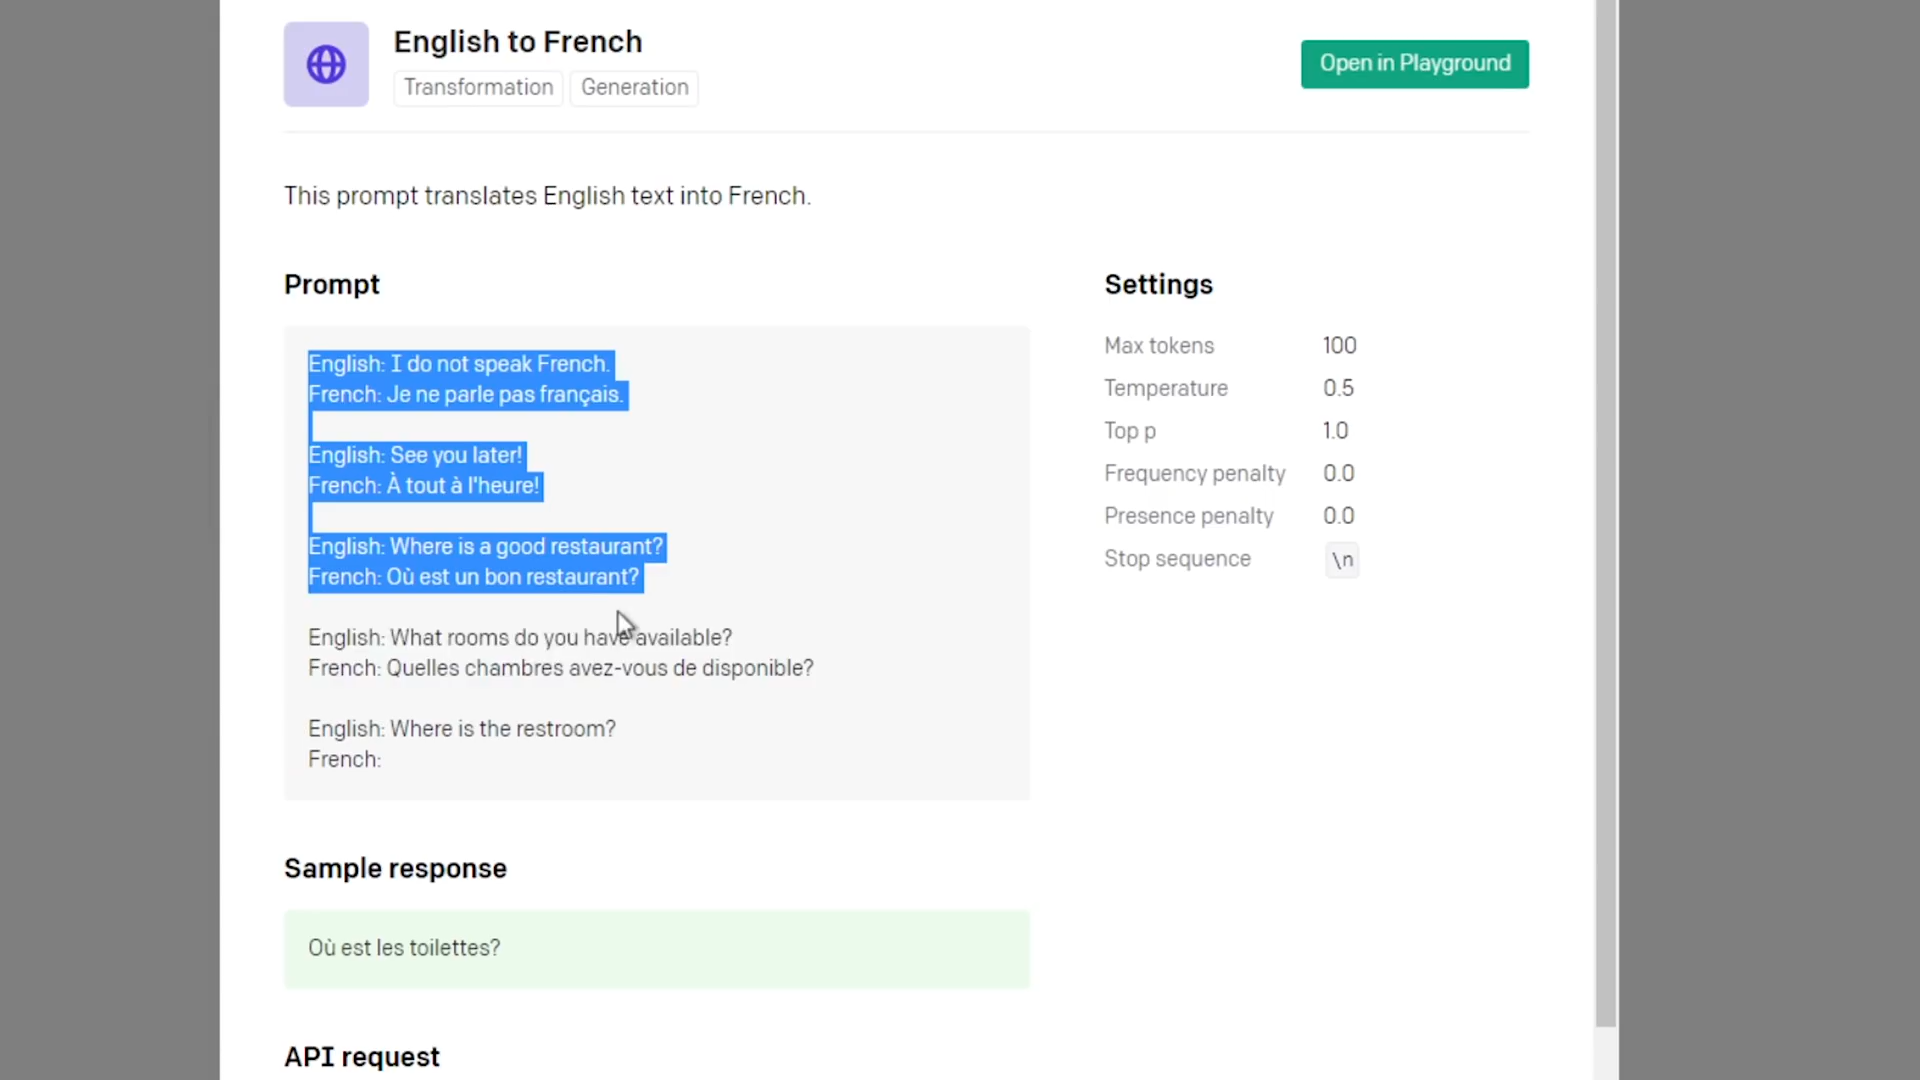 English to French
Transformation
Generation
Open in Playground
This prompt translates English text into French.
Prompt
English: I do not speak French.
French: Je ne parle pas français.
English: See you later!
French: À tout à l'heure!
English: Where is a good restaurant?
French: Où est un bon restaurant?
English: What rooms do you have available?
French: Quelles chambres avez-vous de disponible?
English: Where is the restroom?
French:
Settings
Max tokens 100
Temperature 0.5
Top p 1.0
Frequency penalty 0.0
Presence penalty 0.0
Stop sequence \n
Sample response
Où est les toilettes?
API request